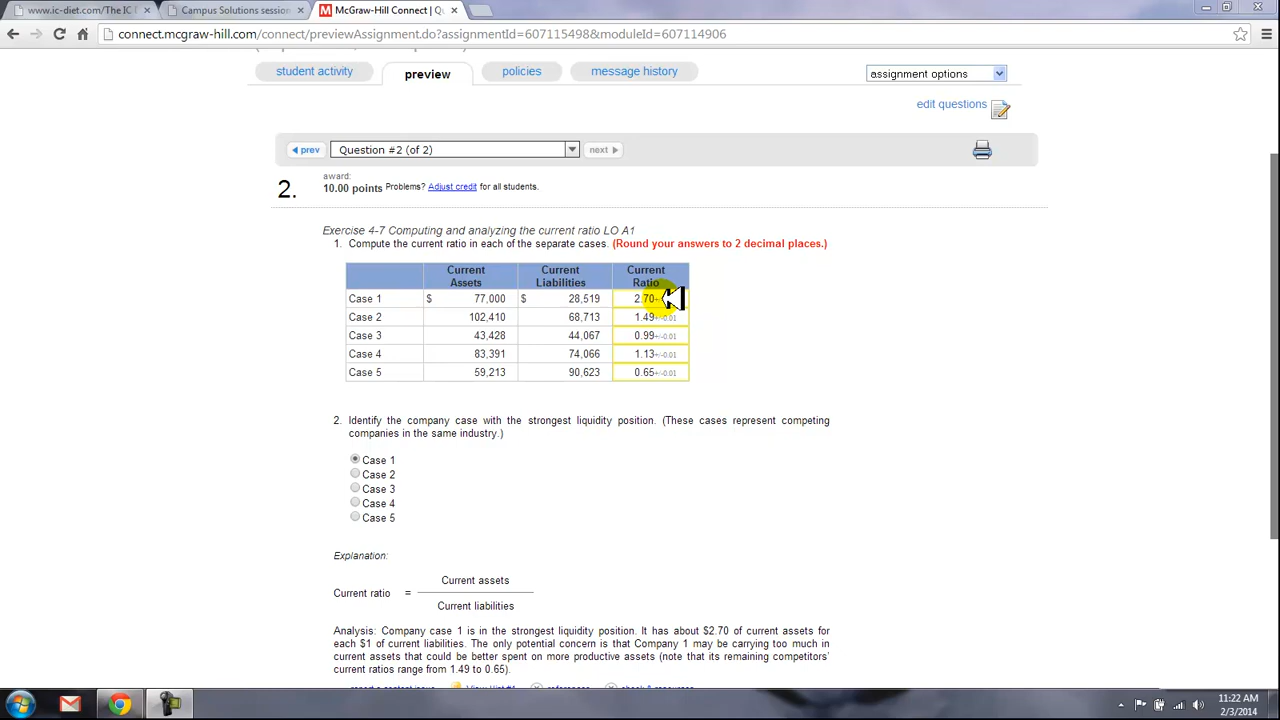 www.ic-diet.com/The IC
Campus Solutions session
McGraw-Hill Connect | Qu
connect.mcgraw-hill.com/connect/previewAssignment.do?assignmentId=607115498&moduleId=607114906
student activity preview policies message history assignment options
edit questions
prev Question #2 (of 2) next
award:
2. 10.00 points Problems? Adjust credit for all students.
Exercise 4-7 Computing and analyzing the current ratio LO A1
1. Compute the current ratio in each of the separate cases. (Round your answers to 2 decimal places.)
Current Assets Current Liabilities Current Ratio
Case 1 $ 77,000 $ 28,519 2.70
Case 2 102,410 68,713 1.49+/-0.01
Case 3 43,428 44,067 0.99+/-0.01
Case 4 83,391 74,066 1.13+/-0.01
Case 5 59,213 90,623 0.65+/-0.01
2. Identify the company case with the strongest liquidity position. (These cases represent competing
companies in the same industry.)
Case 1
Case 2
Case 3
Case 4
Case 5
Explanation:
Current ratio = Current assets
Current liabilities
Analysis: Company case 1 is in the strongest liquidity position. It has about $2.70 of current assets for
each $1 of current liabilities. The only potential concern is that Company 1 may be carrying too much in
current assets that could be better spent on more productive assets (note that its remaining competitors'
current ratios range from 1.49 to 0.65).
11:22 AM
2/3/2014